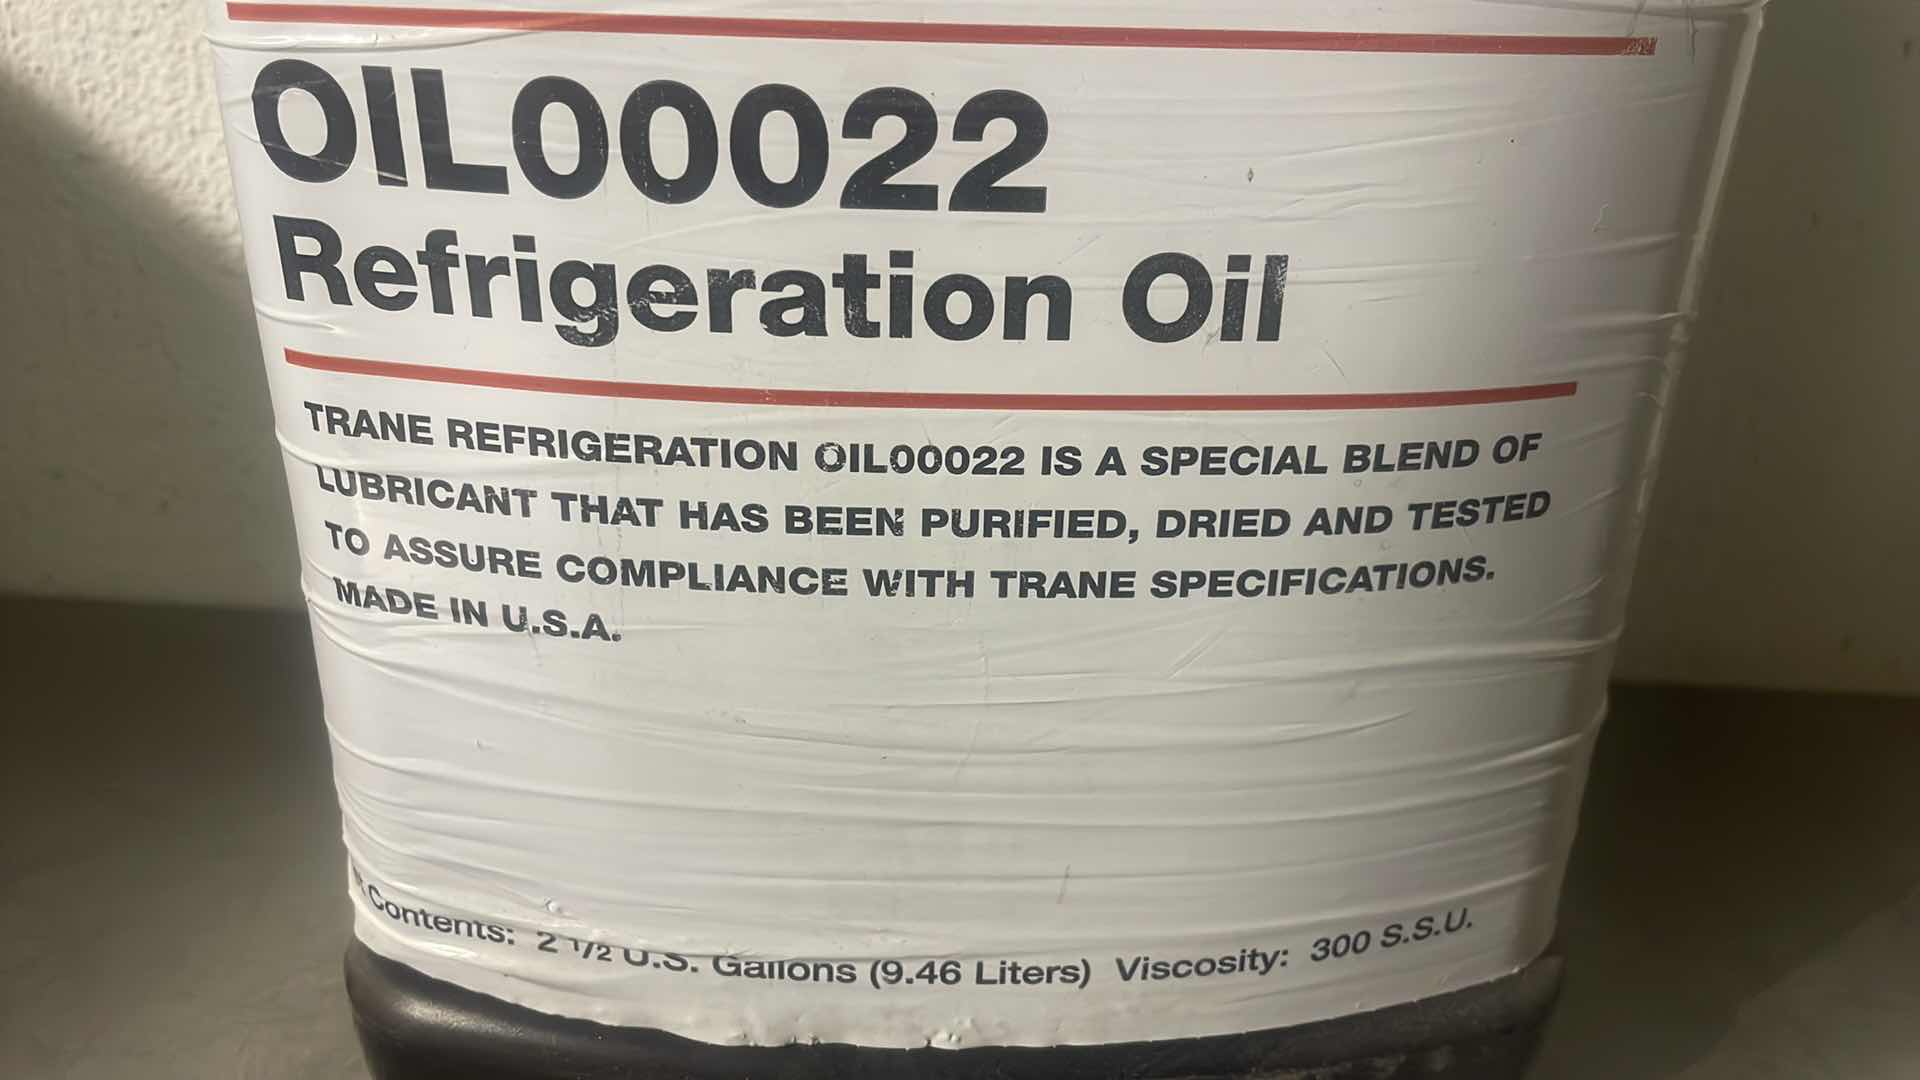 OIL00022
Refrigeration Oil
TRANE REFRIGERATION OIL00022 IS A SPECIAL BLEND OF
LUBRICANT THAT HAS BEEN PURIFIED, DRIED AND TESTED
TO ASSURE COMPLIANCE WITH TRANE SPECIFICATIONS.
MADE IN U.S.A.
Contents: 2 1/2 U.S. Gallons (9.46 Liters) Viscosity: 300 S.S.U.